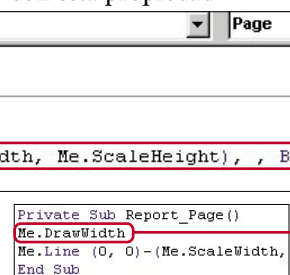 Page
dth, Me.ScaleHeight), , B
Private Sub Report_Page()
Me.DrawWidth
Me.Line (0, 0)-(Me.ScaleWidth,
End Sub